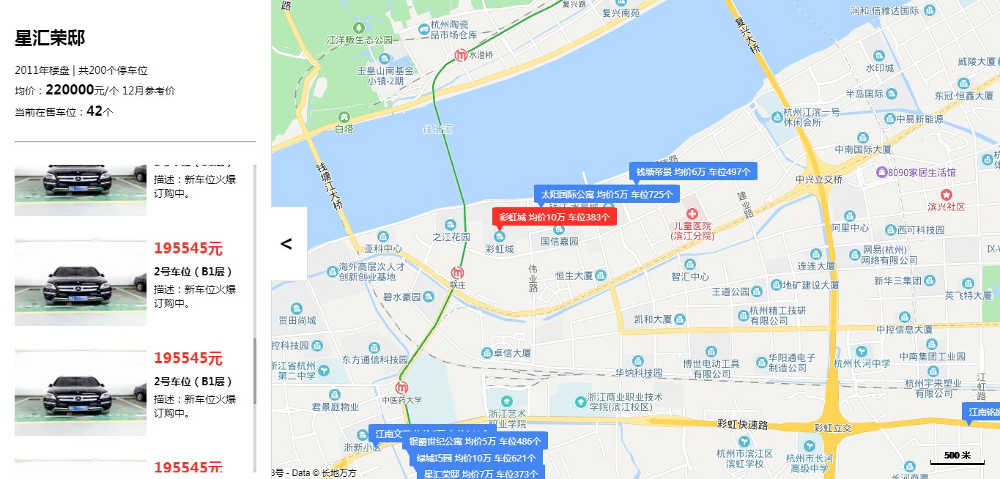 星汇荣邸
2011年楼盘 | 共200个停车位
均价：220000元/个 12月参考价
当前在售车位：42个
描述：新车位火爆
订购中。
195545元
2号车位（B1层）
描述：新车位火爆
订购中。
195545元
2号车位（B1层）
描述：新车位火爆
订购中。
195545元
<
路
复兴路
复兴南苑
润和·信雅达国际
江洋畈生态公园
杭州陶瓷
品市场仓库
复兴大桥
水澄桥
玉皇山南基金
小镇-2期
水印城
威陵大厦
半岛国际
东冠·恒鑫大厦
白塔
钱塘江
杭州江滨一号
休闲会所
中易新能源
中南国际大厦
钱塘江大桥
钱塘帝景 均价6万 车位497个
中兴立交桥
8090家居生活馆
太阳国际公寓 均价5万 车位725个
滨兴社区
彩虹城 均价10万 车位383个
建业路
儿童医院
(滨江分院)
阿里中心
西可科技园
之江花园
彩虹城
国信嘉园
亚科中心
网易(杭州)
网络有限公司
海外高层次人才
创新创业基地
联庄
伟业路
恒生大厦
智汇中心
连连大厦
地矿建设大厦
新华三集团
英飞特大厦
碧水豪园
王道公园
贺田尚城
凯和大厦
杭州精工技研
有限公司
中控信息大厦
控科技园
东方通信科技园
卓信大厦
浙江省杭州
第二中学
华纳科技园
博世电动工具
有限公司
华阳通电子
制造公司
杭州长河中学
中南集团工业园
杭州宇来塑业
有限公司
江虹路
中医药大学
君景庭物业
浙江艺术
职业学院
浙江商业职业技术
学院(滨江校区)
彩虹快速路
彩虹立交
江南铭庭
浙新小区
银爵世纪公寓 均价5万 车位486个
绿城巧园 均价10万 车位621个
星汇荣邸 均价7万 车位373个
杭州市滨江区
滨虹学校
杭州市长河
高级中学
500 米
长河商厦
3号 - Data © 长地万方